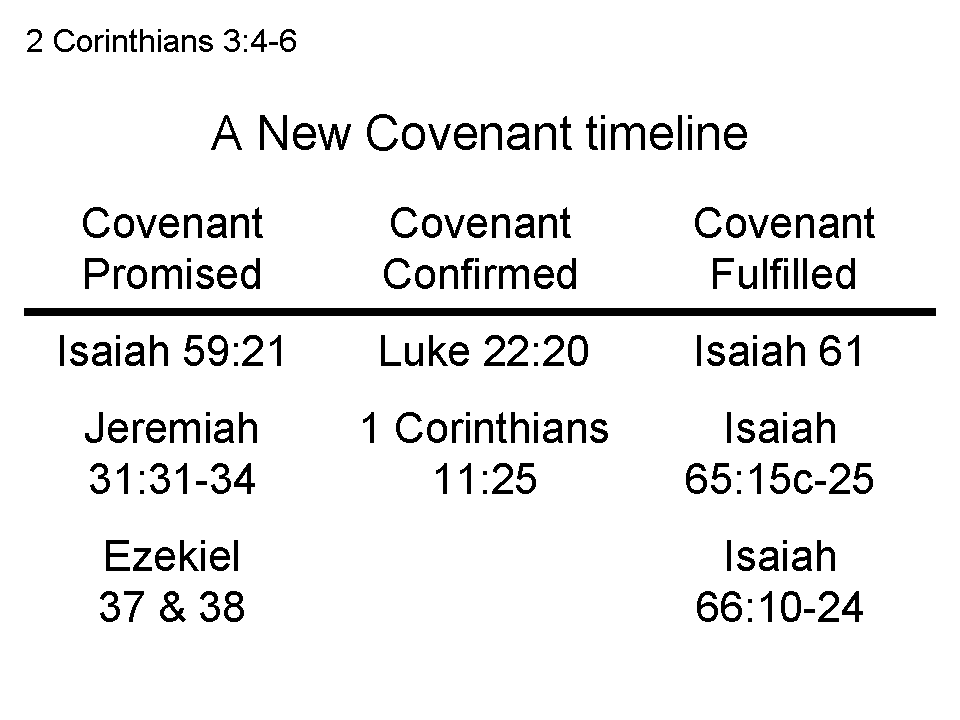 2 Corinthians 3:4-6
A New Covenant timeline
Covenant Promised
Covenant Confirmed
Covenant Fulfilled
Isaiah 59:21
Luke 22:20
Isaiah 61
Jeremiah 31:31-34
1 Corinthians 11:25
Isaiah 65:15c-25
Ezekiel 37 & 38
Isaiah 66:10-24